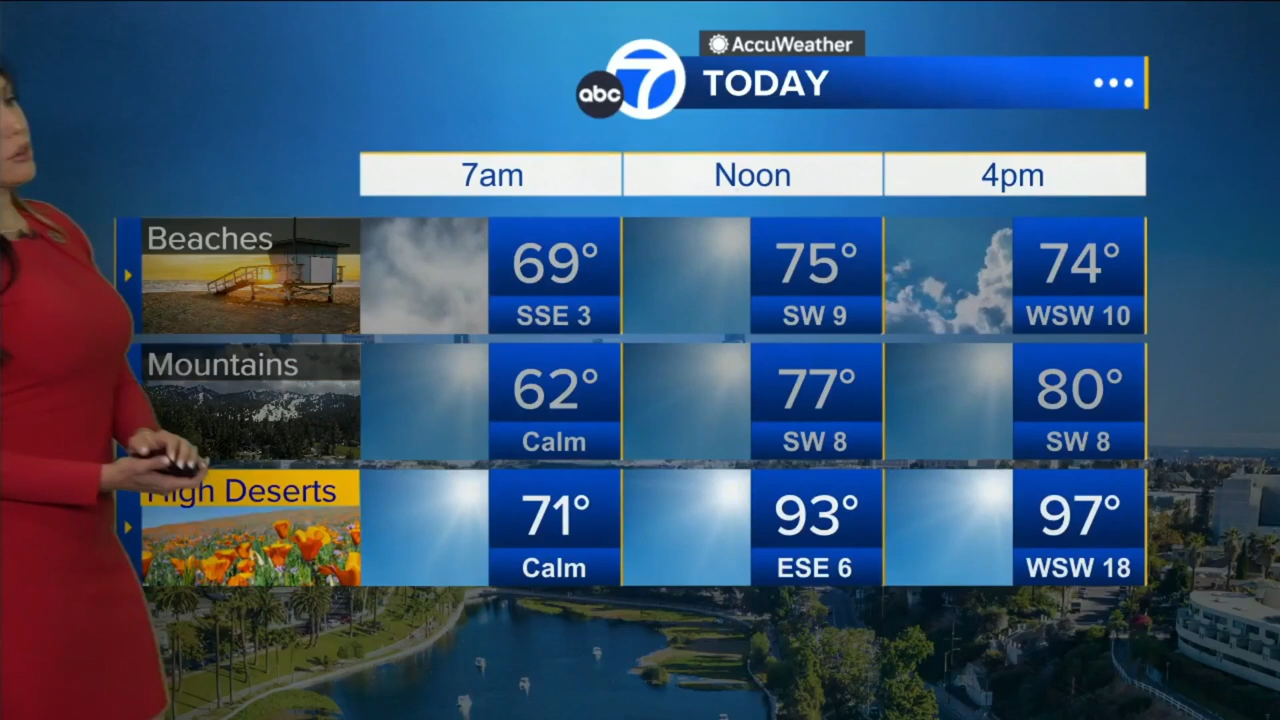 AccuWeather
abc 7 TODAY
7am Noon 4pm
Beaches
69° 75° 74°
SSE 3 SW 9 WSW 10
Mountains
62° 77° 80°
Calm SW 8 SW 8
High Deserts
71° 93° 97°
Calm ESE 6 WSW 18